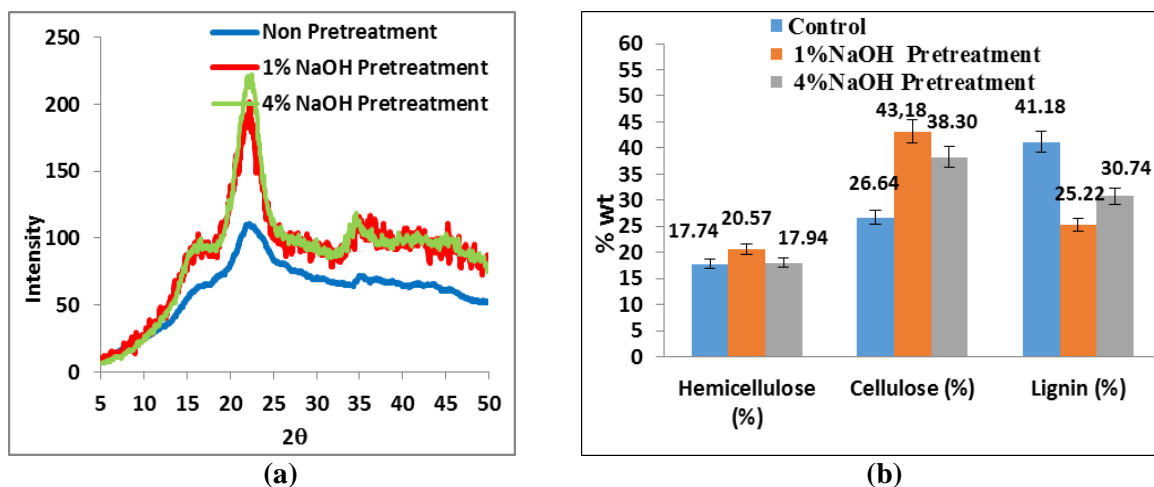 250
200
150
100
50
0
Intensity
Non Pretreatment
1% NaOH Pretreatment
4% NaOH Pretreatment
5 10 15 20 25 30 35 40 45 50
2θ
(a)
60
55
50
45
40
35
30
25
20
15
10
5
0
% wt
Control
1%NaOH Pretreatment
4%NaOH Pretreatment
17.74 20.57 17.94
26.64 43,18 38.30
41.18 25.22 30.74
Hemicellulose (%)
Cellulose (%)
Lignin (%)
(b)